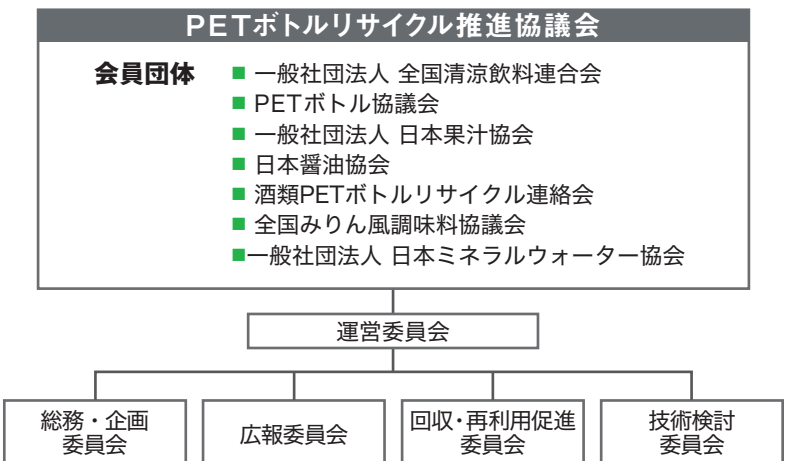 PETボトルリサイクル推進協議会
会員団体
■ 一般社団法人 全国清涼飲料連合会
■ PETボトル協議会
■ 一般社団法人 日本果汁協会
■ 日本醤油協会
■ 酒類PETボトルリサイクル連絡会
■ 全国みりん風調味料協議会
■一般社団法人 日本ミネラルウォーター協会
運営委員会
総務・企画
委員会
広報委員会
回収・再利用促進
委員会
技術検討
委員会